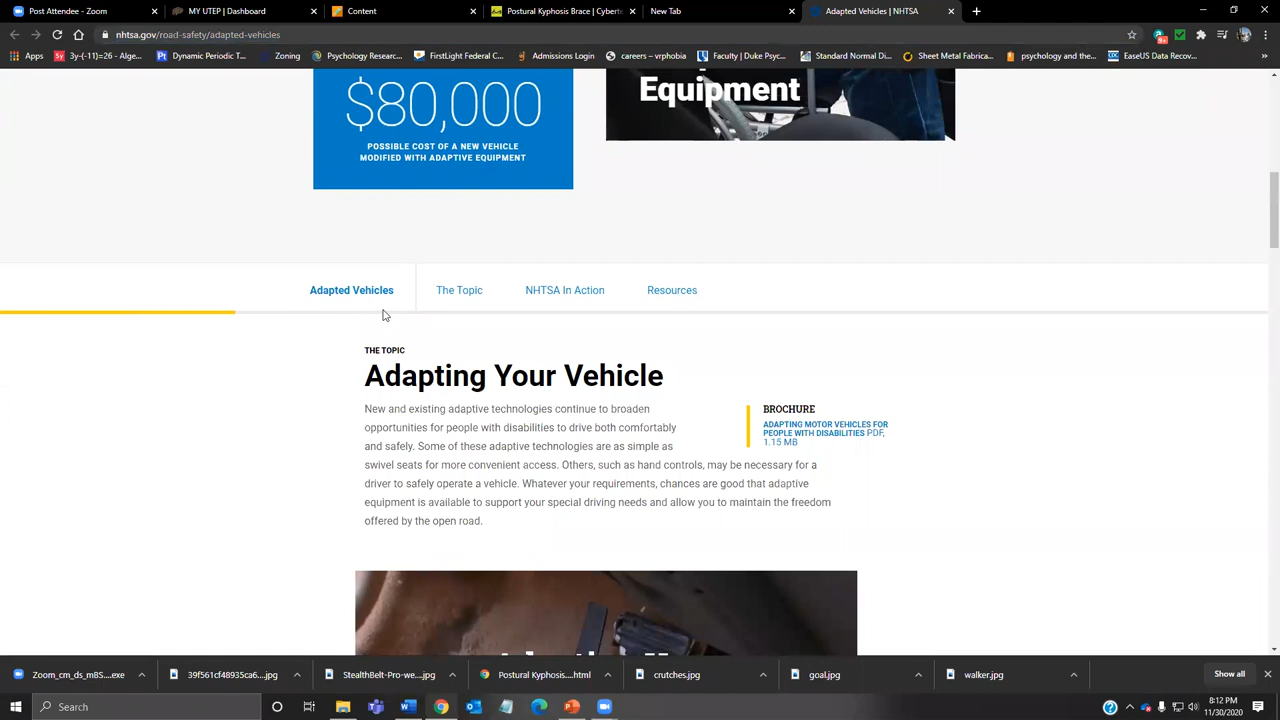 Post Attendee - Zoom
MY UTEP | Dashboard
Content
Postural Kyphosis Brace | Cybert
New Tab
Adapted Vehicles | NHTSA
nhtsa.gov/road-safety/adapted-vehicles
Apps
3y-(-11)=26 - Alge...
Dynamic Periodic T...
Zoning
Psychology Researc...
FirstLight Federal C...
Admissions Login
careers – vrphobia
Faculty | Duke Psyc...
Standard Normal Di...
Sheet Metal Fabrica...
psychology and the...
EaseUS Data Recov...
$80,000
POSSIBLE COST OF A NEW VEHICLE
MODIFIED WITH ADAPTIVE EQUIPMENT
Equipment
Adapted Vehicles
The Topic
NHTSA In Action
Resources
THE TOPIC
Adapting Your Vehicle
New and existing adaptive technologies continue to broaden
opportunities for people with disabilities to drive both comfortably
and safely. Some of these adaptive technologies are as simple as
swivel seats for more convenient access. Others, such as hand controls, may be necessary for a
driver to safely operate a vehicle. Whatever your requirements, chances are good that adaptive
equipment is available to support your special driving needs and allow you to maintain the freedom
offered by the open road.
BROCHURE
ADAPTING MOTOR VEHICLES FOR
PEOPLE WITH DISABILITIES PDF,
1.15 MB
Zoom_cm_ds_mBS....exe
39f561cf48935ca6...jpg
StealthBelt-Pro-we...jpg
Postural Kyphosis....html
crutches.jpg
goal.jpg
walker.jpg
Show all
Search
8:12 PM
11/30/2020